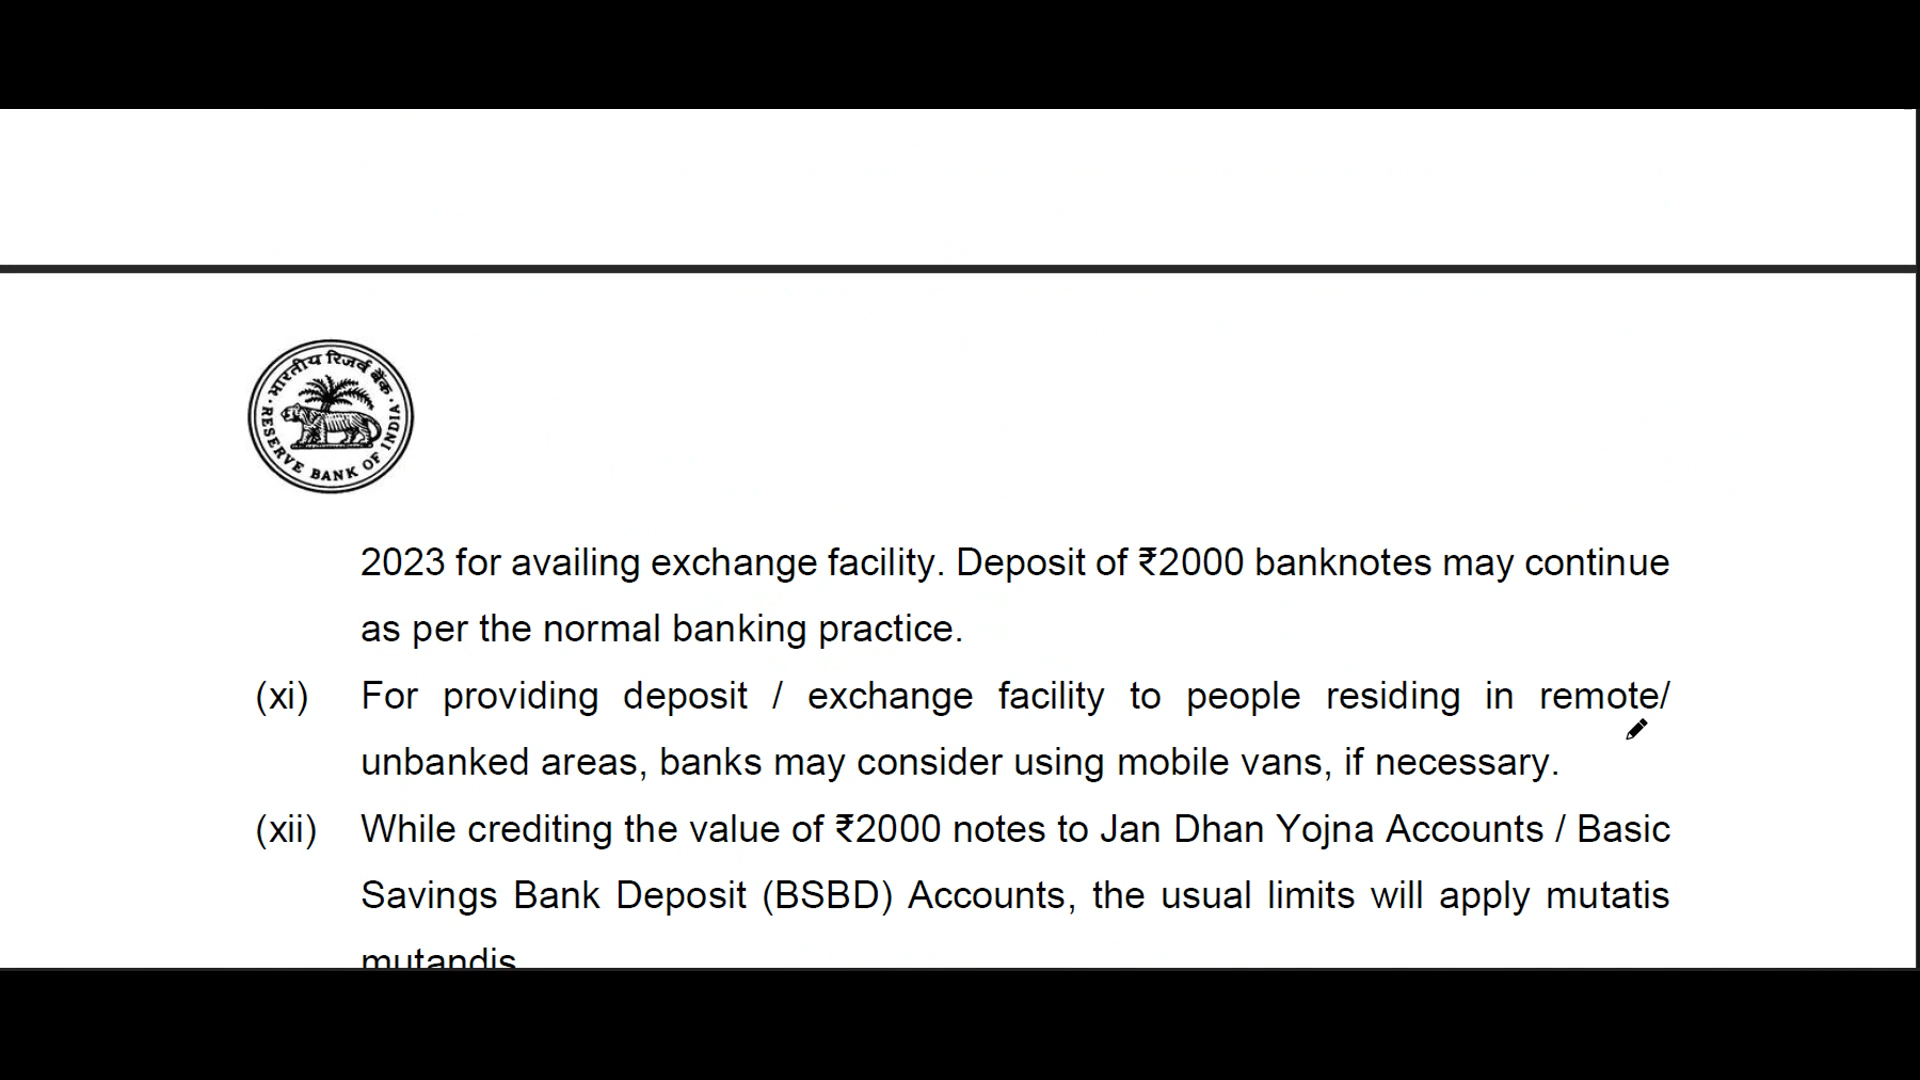 भारतीय रिज़र्व बैंक
RESERVE BANK OF INDIA
2023 for availing exchange facility. Deposit of ₹2000 banknotes may continue
as per the normal banking practice.
(xi) For providing deposit / exchange facility to people residing in remote/
unbanked areas, banks may consider using mobile vans, if necessary.
(xii) While crediting the value of ₹2000 notes to Jan Dhan Yojna Accounts / Basic
Savings Bank Deposit (BSBD) Accounts, the usual limits will apply mutatis
mutandis